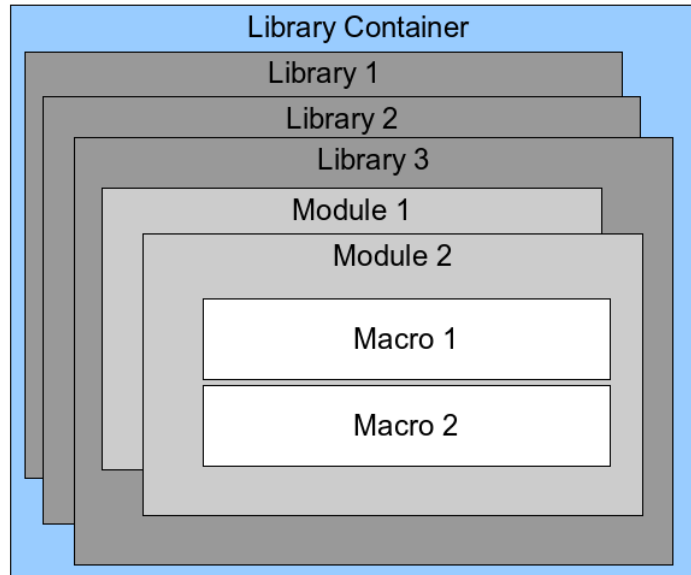 Library Container
Library 1
Library 2
Library 3
Module 1
Module 2
Macro 1
Macro 2